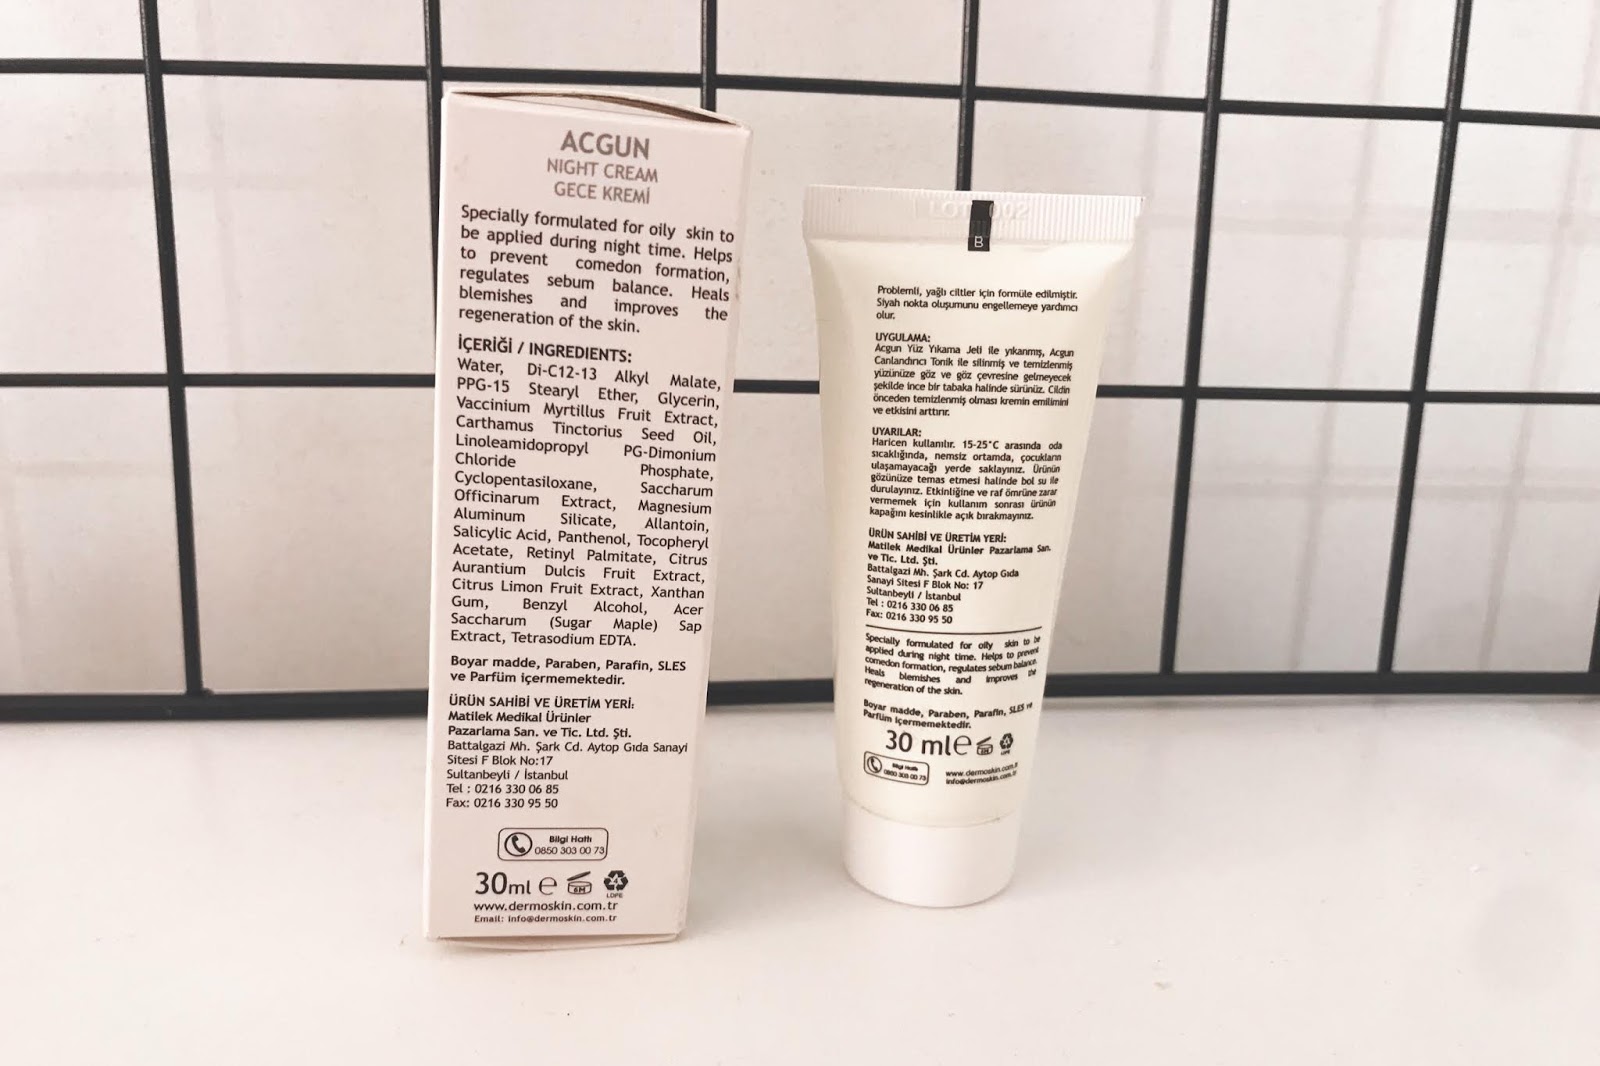 ACGUN
NIGHT CREAM
GECE KREMİ
Specially formulated for oily skin to
be applied during night time. Helps
to prevent comedon formation,
regulates sebum balance. Heals
blemishes and improves the
regeneration of the skin.
İÇERİĞİ / INGREDIENTS:
Water, Di-C12-13 Alkyl Malate,
PPG-15 Stearyl Ether, Glycerin,
Vaccinium Myrtillus Fruit Extract,
Carthamus Tinctorius Seed Oil,
Linoleamidopropyl PG-Dimonium
Chloride Phosphate,
Cyclopentasiloxane, Saccharum
Officinarum Extract, Magnesium
Aluminum Silicate, Allantoin,
Salicylic Acid, Panthenol, Tocopheryl
Acetate, Retinyl Palmitate, Citrus
Aurantium Dulcis Fruit Extract,
Citrus Limon Fruit Extract, Xanthan
Gum, Benzyl Alcohol, Acer
Saccharum (Sugar Maple) Sap
Extract, Tetrasodium EDTA.
Boyar madde, Paraben, Parafin, SLES
ve Parfüm içermemektedir.
ÜRÜN SAHİBİ VE ÜRETİM YERİ:
Matilek Medikal Ürünler
Pazarlama San. ve Tic. Ltd. Şti.
Battalgazi Mh. Şark Cd. Aytop Gıda Sanayi
Sitesi F Blok No:17
Sultanbeyli / İstanbul
Tel : 0216 330 06 85
Fax: 0216 330 95 50
Bilgi Hattı
0850 303 00 73
30ml e 6M LDPE
www.dermoskin.com.tr
Email: info@dermoskin.com.tr
LOT 002
B
Problemli, yağlı ciltler için formüle edilmiştir.
Siyah nokta oluşumunu engellemeye yardımcı
olur.
UYGULAMA:
Acgun Yüz Yıkama Jeli ile yıkanmış, Acgun
Canlandırıcı Tonik ile silinmiş ve temizlenmiş
yüzünüze göz ve göz çevresine gelmeyecek
şekilde ince bir tabaka halinde sürünüz. Cildin
önceden temizlenmiş olması kremin emilimini
ve etkisini arttırır.
UYARILAR:
Haricen kullanılır. 15-25°C arasında oda
sıcaklığında, nemsiz ortamda, çocukların
ulaşamayacağı yerde saklayınız. Ürünün
gözünüze temas etmesi halinde bol su ile
durulayınız. Etkinliğine ve raf ömrüne zarar
vermemek için kullanım sonrası ürünün
kapağını kesinlikle açık bırakmayınız.
ÜRÜN SAHİBİ VE ÜRETİM YERİ:
Matilek Medikal Ürünler Pazarlama San.
ve Tic. Ltd. Şti.
Battalgazi Mh. Şark Cd. Aytop Gıda
Sanayi Sitesi F Blok No: 17
Sultanbeyli / İstanbul
Tel : 0216 330 06 85
Fax: 0216 330 95 50
Specially formulated for oily skin to be
applied during night time. Helps to prevent
comedon formation, regulates sebum balance.
Heals blemishes and improves the
regeneration of the skin.
Boyar madde, Paraben, Parafin, SLES ve
Parfüm içermemektedir.
30 ml e
Bilgi Hattı
0850 303 00 73
www.dermoskin.com.tr
info@dermoskin.com.tr